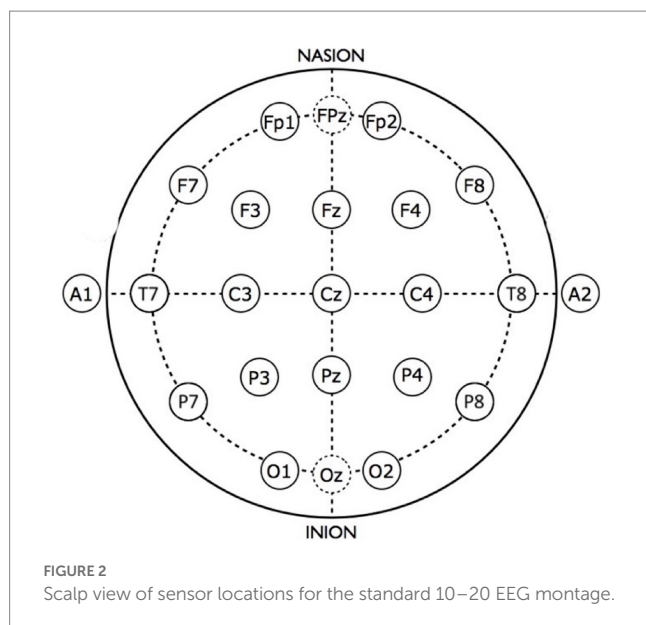 NASION
Fp1 FPz Fp2
F7 F8
F3 Fz F4
A1 T7 C3 Cz C4 T8 A2
P3 Pz P4
P7 P8
O1 Oz O2
INION
FIGURE 2
Scalp view of sensor locations for the standard 10–20 EEG montage.